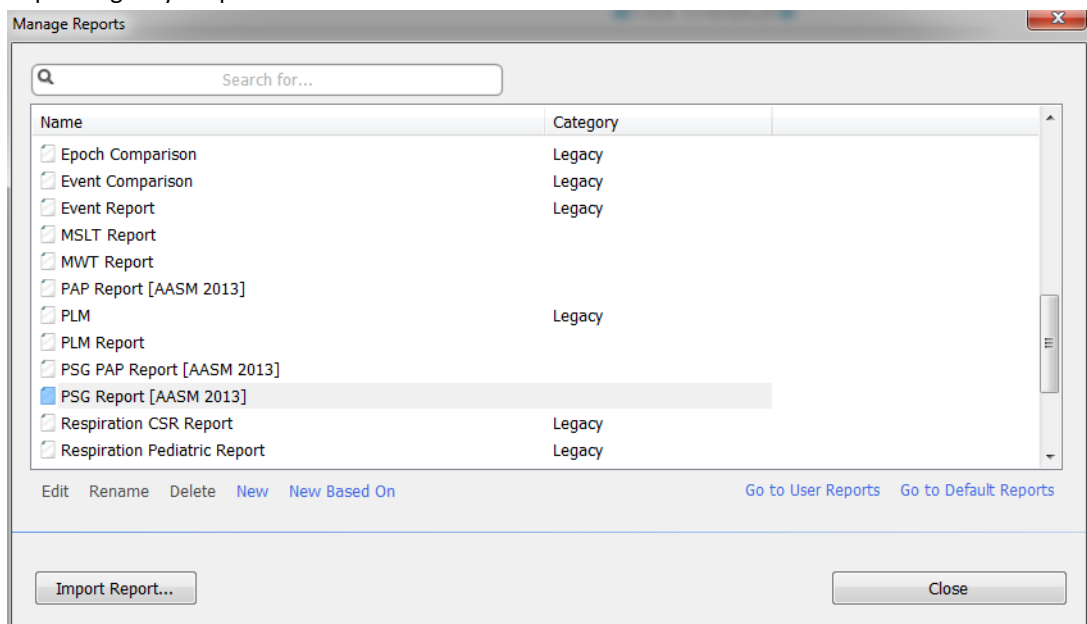 Manage Reports
Search for...
Name Category
Epoch Comparison Legacy
Event Comparison Legacy
Event Report Legacy
MSLT Report
MWT Report
PAP Report [AASM 2013]
PLM Legacy
PLM Report
PSG PAP Report [AASM 2013]
PSG Report [AASM 2013]
Respiration CSR Report Legacy
Respiration Pediatric Report Legacy
Edit Rename Delete New New Based On Go to User Reports Go to Default Reports
Import Report... Close